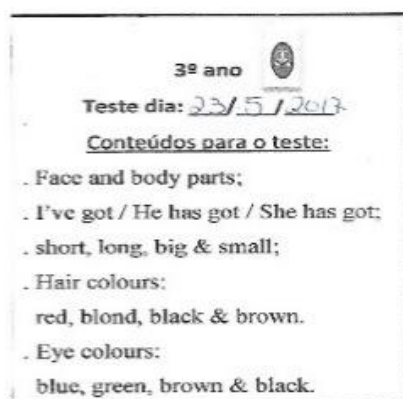 3º ano
Teste dia: 23/5/2017
Conteúdos para o teste:
. Face and body parts;
. I've got / He has got / She has got;
. short, long, big & small;
. Hair colours:
red, blond, black & brown.
. Eye colours:
blue, green, brown & black.